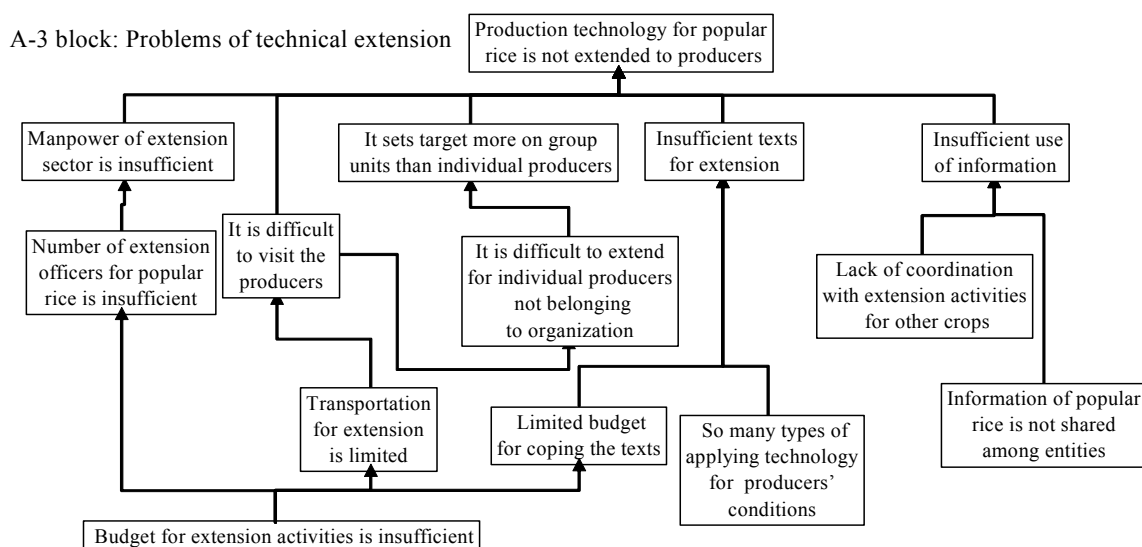 A-3 block: Problems of technical extension
Production technology for popular
rice is not extended to producers
Manpower of extension
sector is insufficient
It sets target more on group
units than individual producers
Insufficient texts
for extension
Insufficient use
of information
Number of extension
officers for popular
rice is insufficient
It is difficult
to visit the
producers
It is difficult to extend
for individual producers
not belonging
to organization
Lack of coordination
with extension activities
for other crops
Transportation
for extension
is limited
Limited budget
for coping the texts
So many types of
applying technology
for producers’
conditions
Information of popular
rice is not shared
among entities
Budget for extension activities is insufficient